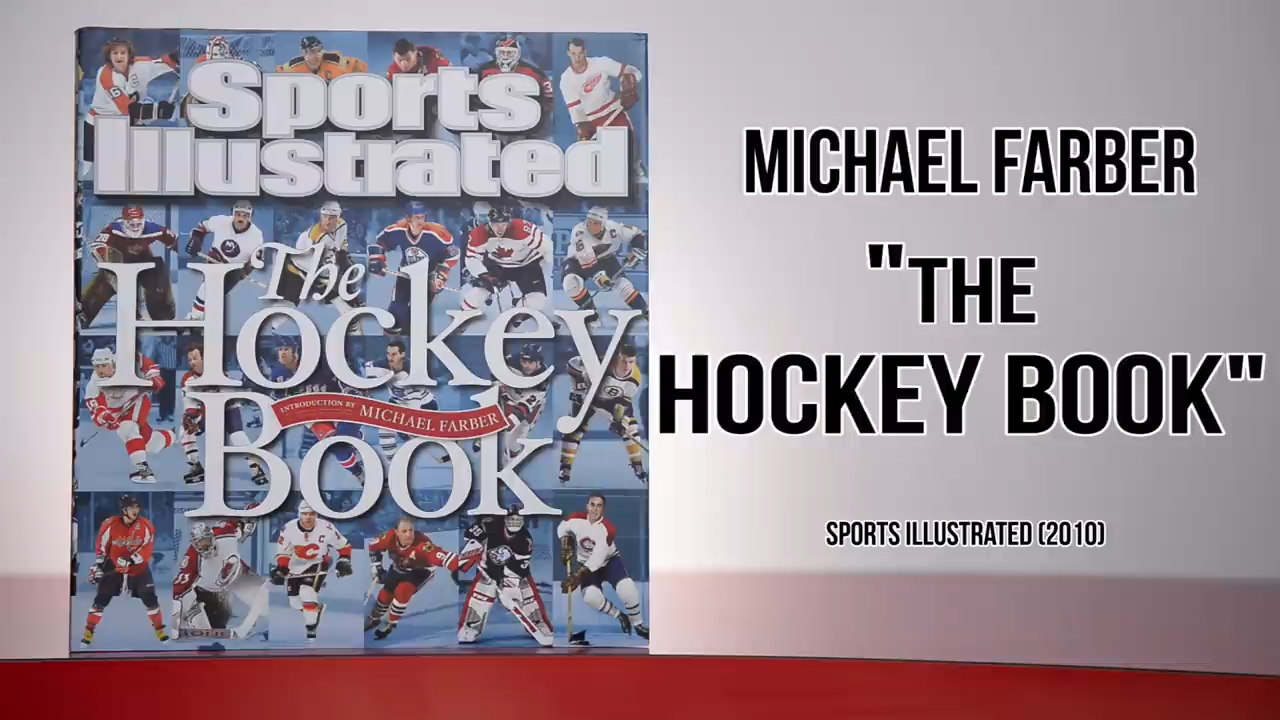 Sports
Illustrated
The
Hockey
INTRODUCTION BY MICHAEL FARBER
Book
MICHAEL FARBER
"THE
HOCKEY BOOK"
SPORTS ILLUSTRATED (2010)